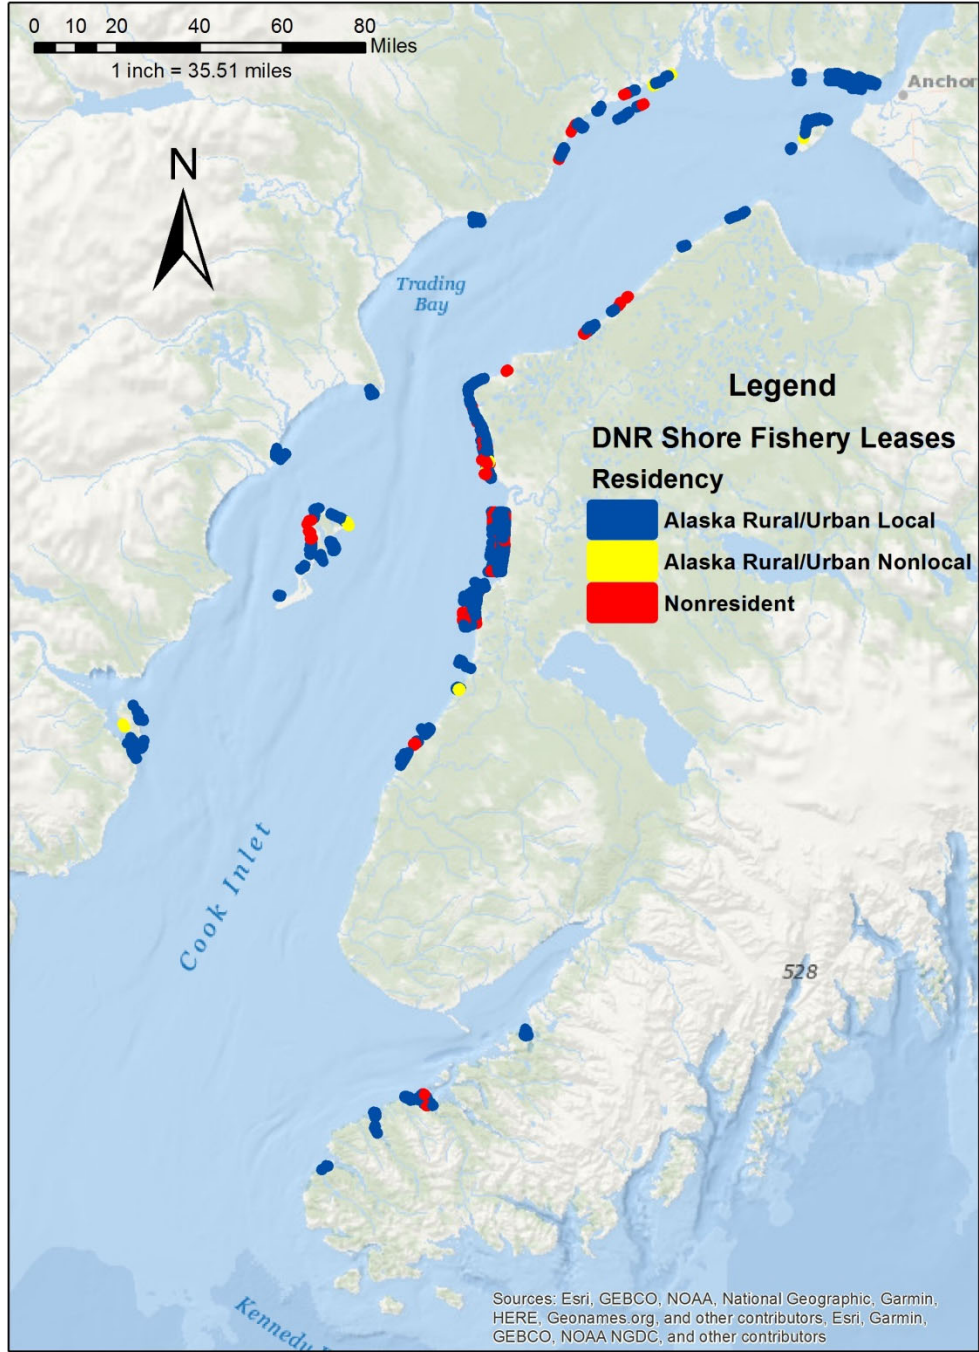 0 10 20 40 60 80
Miles
1 inch = 35.51 miles
Anchor
N
Trading
Bay
Legend
DNR Shore Fishery Leases
Residency
Alaska Rural/Urban Local
Alaska Rural/Urban Nonlocal
Nonresident
Cook Inlet
528
Kennedy
Sources: Esri, GEBCO, NOAA, National Geographic, Garmin,
HERE, Geonames.org, and other contributors, Esri, Garmin,
GEBCO, NOAA NGDC, and other contributors